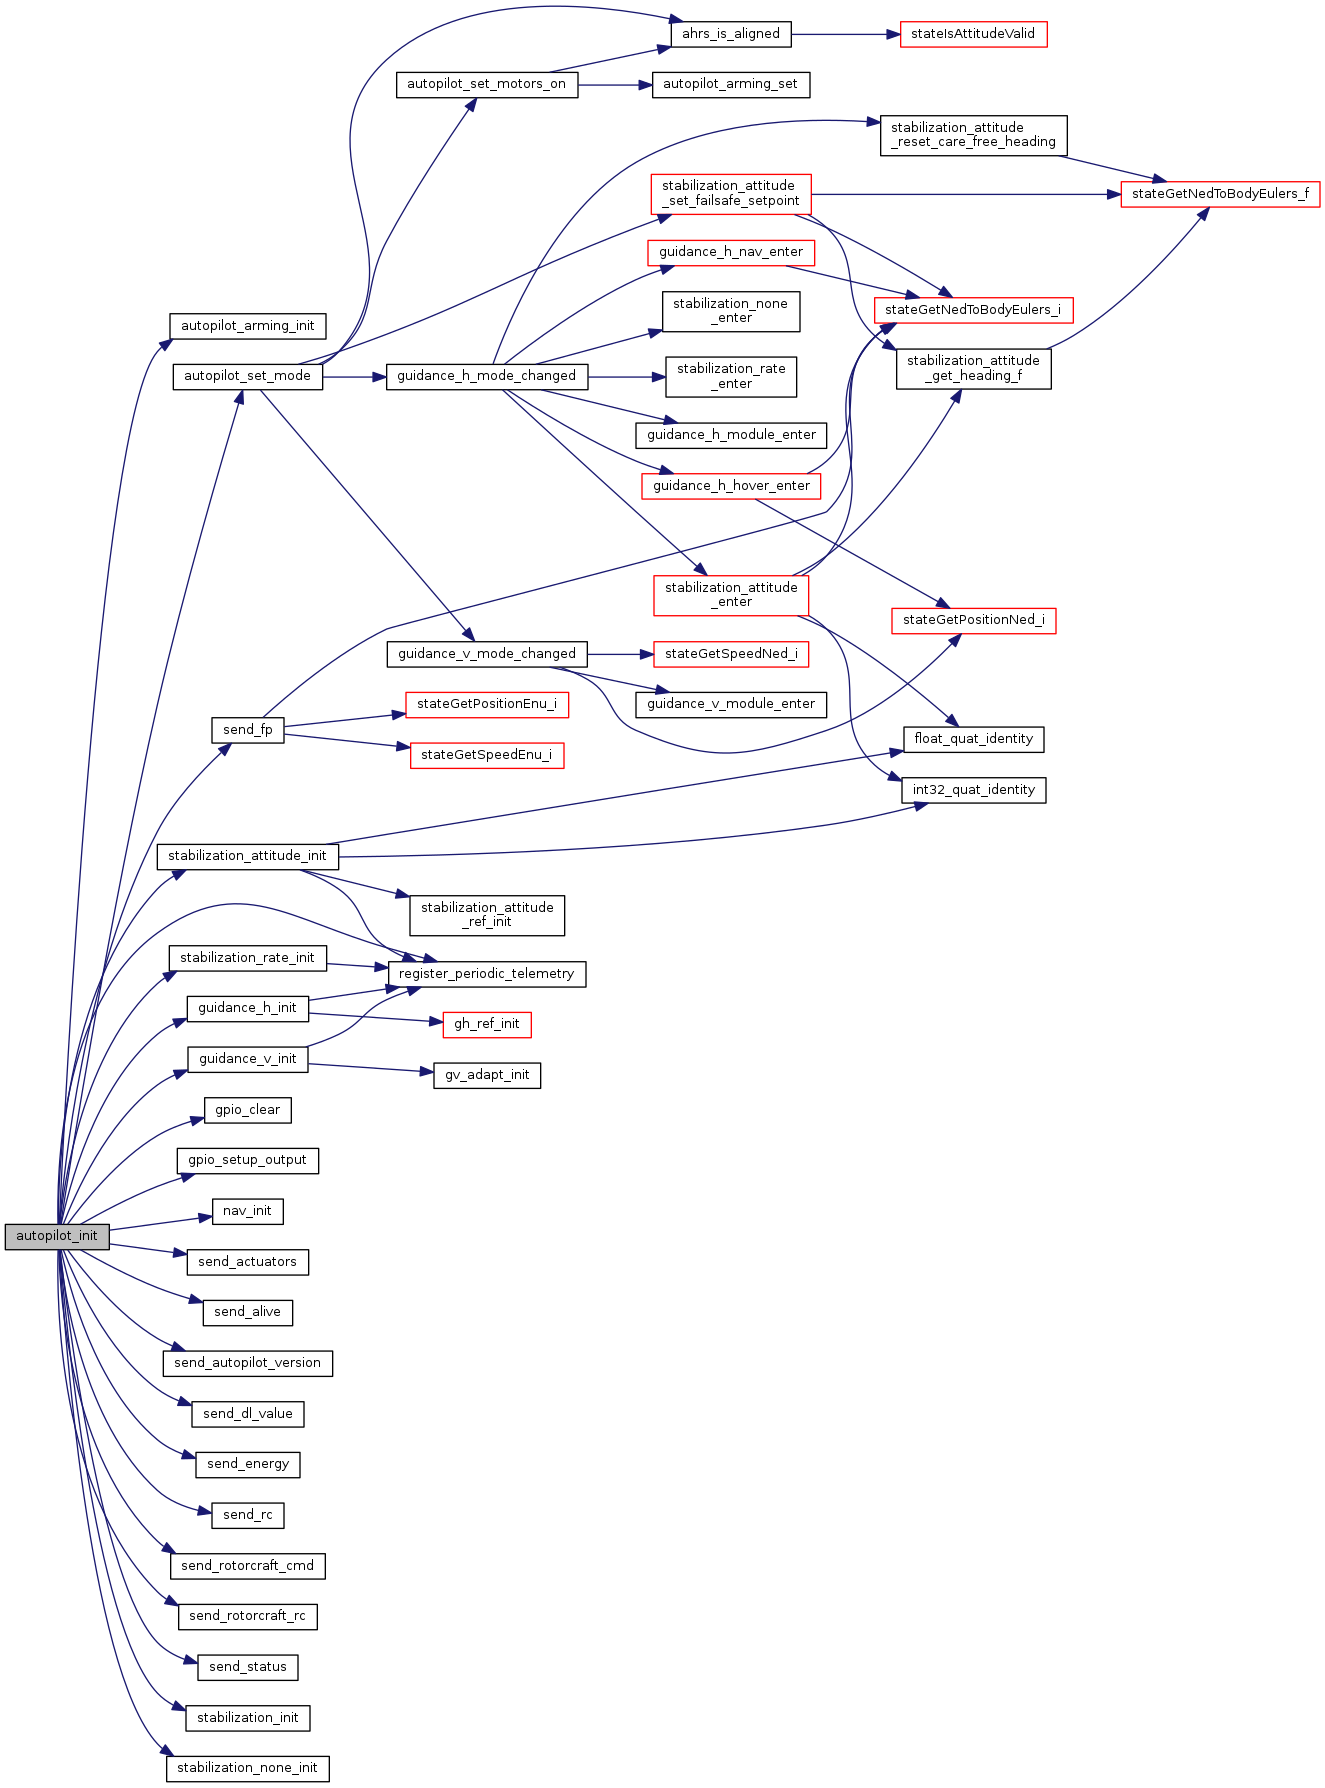 ahrs_is_aligned
stateIsAttitudeValid
autopilot_set_motors_on
autopilot_arming_set
stabilization_attitude
_reset_care_free_heading
stabilization_attitude
_set_failsafe_setpoint
stateGetNedToBodyEulers_f
guidance_h_nav_enter
stabilization_none
_enter
stateGetNedToBodyEulers_i
autopilot_arming_init
stabilization_attitude
_get_heading_f
autopilot_set_mode
guidance_h_mode_changed
stabilization_rate
_enter
guidance_h_module_enter
guidance_h_hover_enter
stabilization_attitude
_enter
stateGetPositionNed_i
guidance_v_mode_changed
stateGetSpeedNed_i
guidance_v_module_enter
stateGetPositionEnu_i
send_fp
stateGetSpeedEnu_i
float_quat_identity
int32_quat_identity
stabilization_attitude_init
stabilization_attitude
_ref_init
stabilization_rate_init
register_periodic_telemetry
guidance_h_init
gh_ref_init
guidance_v_init
gv_adapt_init
gpio_clear
gpio_setup_output
nav_init
autopilot_init
send_actuators
send_alive
send_autopilot_version
send_dl_value
send_energy
send_rc
send_rotorcraft_cmd
send_rotorcraft_rc
send_status
stabilization_init
stabilization_none_init